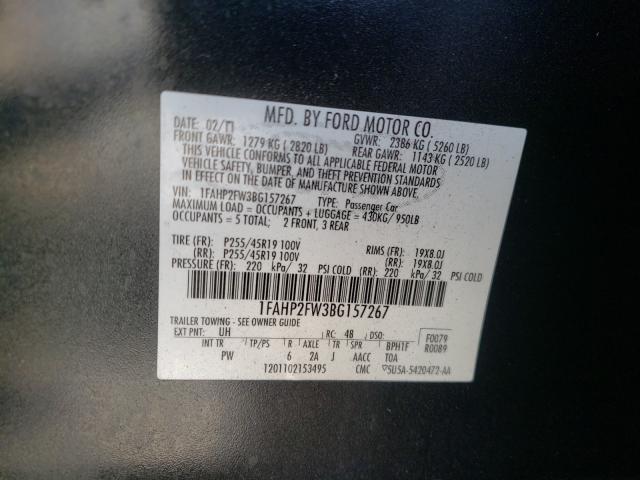 MFD. BY FORD MOTOR CO.
DATE: 02/11 GVWR: 2386 KG ( 5260 LB)
FRONT GAWR: 1279 KG ( 2820 LB) REAR GAWR: 1143 KG ( 2520 LB)
THIS VEHICLE CONFORMS TO ALL APPLICABLE FEDERAL MOTOR
VEHICLE SAFETY, BUMPER, AND THEFT PREVENTION STANDARDS
IN EFFECT ON THE DATE OF MANUFACTURE SHOWN ABOVE.
VIN: 1FAHP2FW3BG157267 TYPE: Passenger Car
MAXIMUM LOAD = OCCUPANTS + LUGGAGE = 430KG/ 950LB
OCCUPANTS = 5 TOTAL; 2 FRONT, 3 REAR
TIRE (FR): P255/45R19 100V RIMS (FR): 19X8.0J
(RR): P255/45R19 100V (RR): 19X8.0J
PRESSURE (FR): 220 kPa/ 32 PSI COLD (RR): 220 kPa/ 32 PSI COLD
1FAHP2FW3BG157267
TRAILER TOWING - SEE OWNER GUIDE
EXT PNT: UH RC: 48 DSO: F0079
R0089
INT TR TP/PS R AXLE TR SPR BPHTF
PW 6 2A J AACC TOA
1201102153495 CMC ▽5U5A-5420472-AA